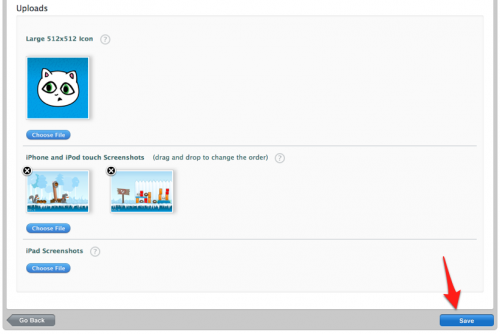 Uploads
Large 512x512 Icon ?
Choose File
iPhone and iPod touch Screenshots (drag and drop to change the order) ?
Choose File
iPad Screenshots ?
Choose File
Go Back Save